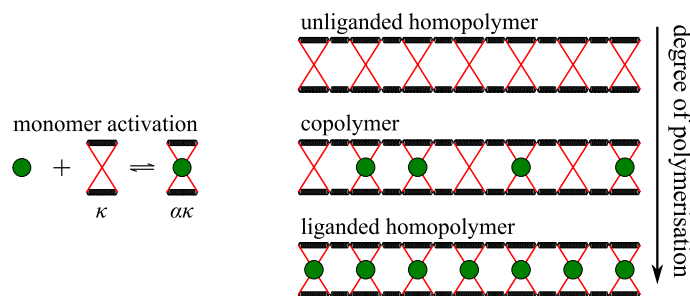 monomer activation
+
⇌
κ
ακ
unliganded homopolymer
copolymer
liganded homopolymer
degree of polymerisation